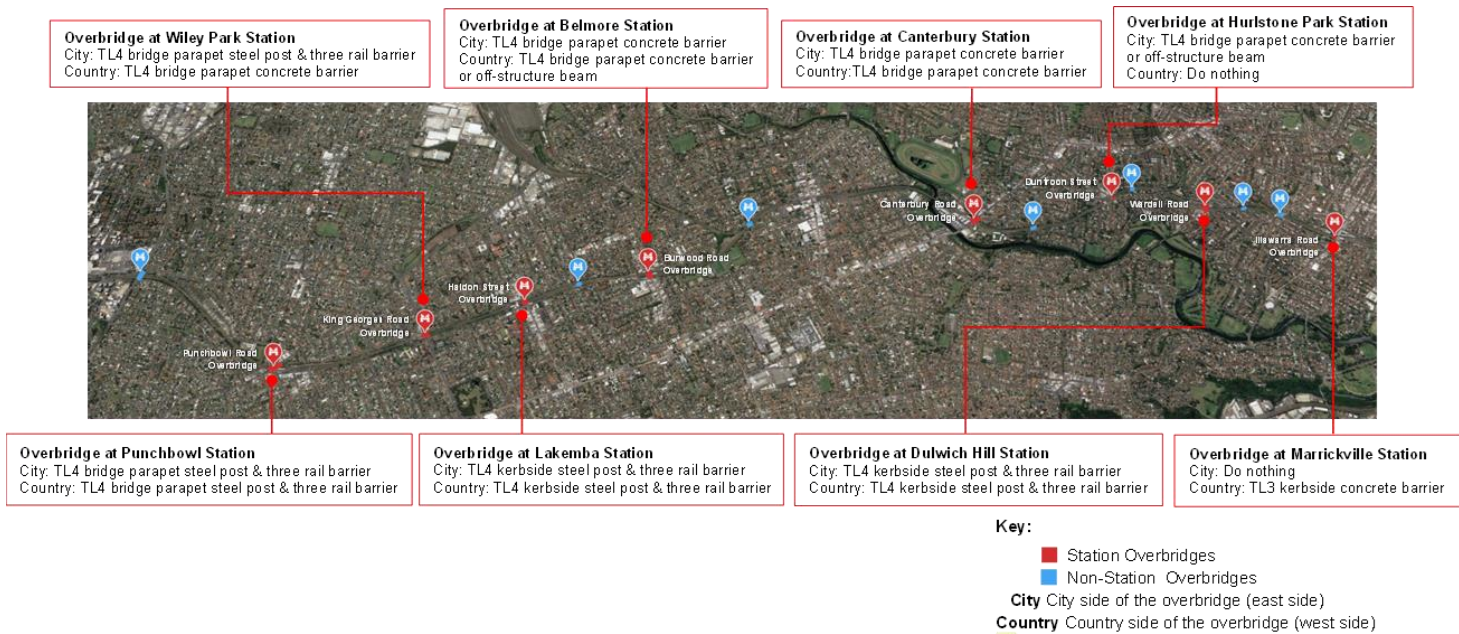 Overbridge at Wiley Park Station
City: TL4 bridge parapet steel post & three rail barrier
Country: TL4 bridge parapet concrete barrier
Overbridge at Belmore Station
City: TL4 bridge parapet concrete barrier
Country: TL4 bridge parapet concrete barrier
or off-structure beam
Overbridge at Canterbury Station
City: TL4 bridge parapet concrete barrier
Country:TL4 bridge parapet concrete barrier
Overbridge at Hurlstone Park Station
City: TL4 bridge parapet concrete barrier
or off-structure beam
Country: Do nothing
Punchbowl Road
Overbridge
King Georges Road
Overbridge
Haldon Street
Overbridge
Burwood Road
Overbridge
Canterbury Road
Overbridge
Dunrroon Street
Overbridge
Wardell Road
Overbridge
Illawarra Road
Overbridge
Overbridge at Punchbowl Station
City: TL4 bridge parapet steel post & three rail barrier
Country: TL4 bridge parapet steel post & three rail barrier
Overbridge at Lakemba Station
City: TL4 kerbside steel post & three rail barrier
Country: TL4 kerbside steel post & three rail barrier
Overbridge at Dulwich Hill Station
City: TL4 kerbside steel post & three rail barrier
Country: TL4 kerbside steel post & three rail barrier
Overbridge at Marrickville Station
City: Do nothing
Country: TL3 kerbside concrete barrier
Key:
Station Overbridges
Non-Station Overbridges
City City side of the overbridge (east side)
Country Country side of the overbridge (west side)